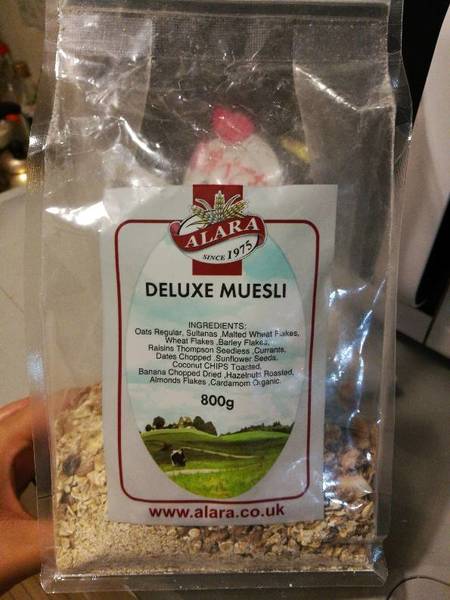 ALARA
SINCE 1975
DELUXE MUESLI
INGREDIENTS:
Oats Regular, Sultanas ,Malted Wheat Flakes,
Wheat Flakes ,Barley Flakes,
Raisins Thompson Seedless ,Currants,
Dates Chopped ,Sunflower Seeds,
Coconut CHIPS Toasted,
Banana Chopped Dried ,Hazelnuts Roasted,
Almonds Flakes ,Cardamom Organic.
800g
www.alara.co.uk